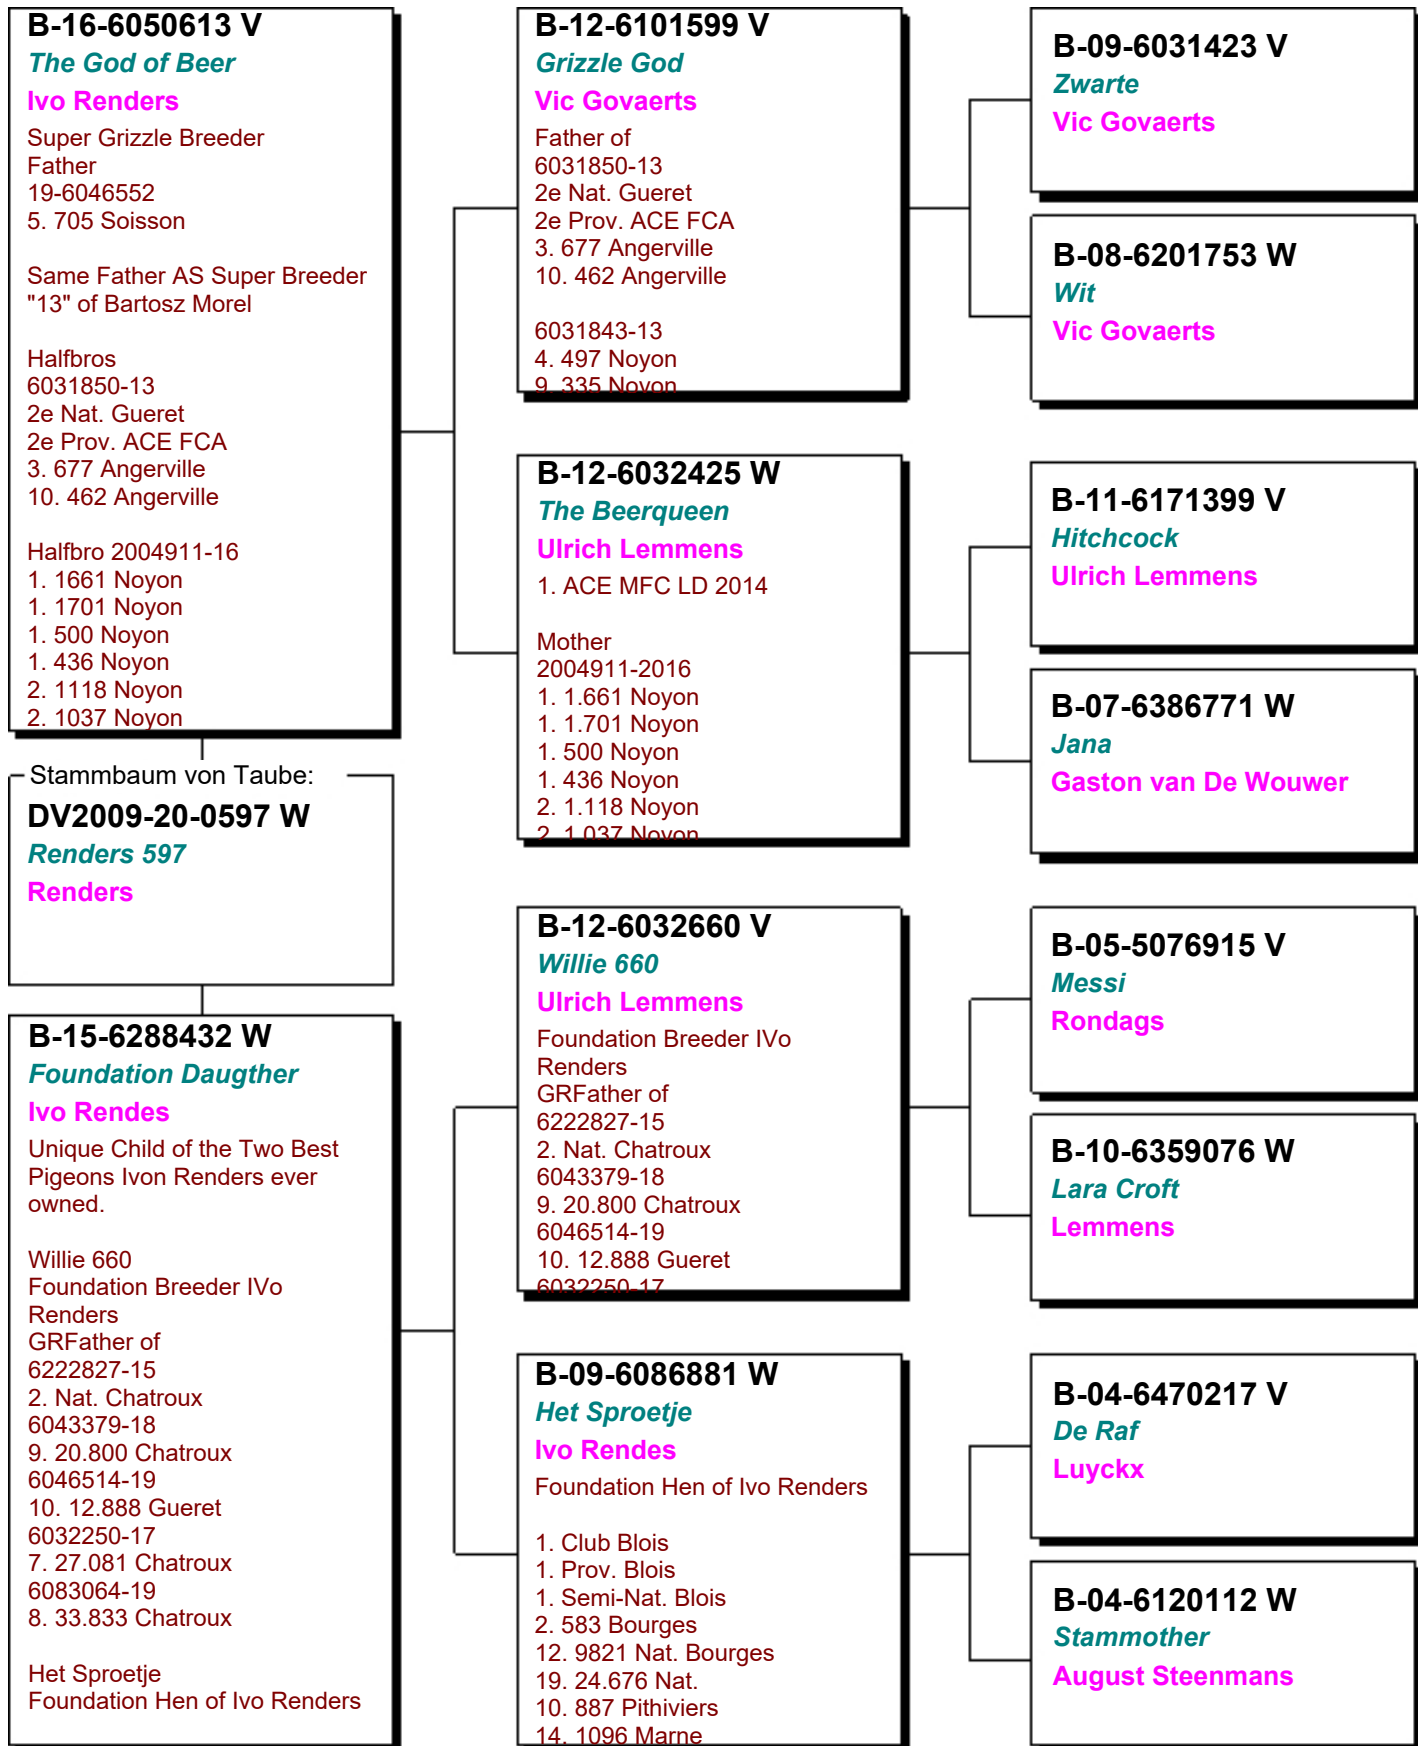 B-16-6050613 V
The God of Beer
Ivo Renders
Super Grizzle Breeder
Father
19-6046552
5. 705 Soisson
Same Father AS Super Breeder
"13" of Bartosz Morel
Halfbros
6031850-13
2e Nat. Gueret
2e Prov. ACE FCA
3. 677 Angerville
10. 462 Angerville
Halfbro 2004911-16
1. 1661 Noyon
1. 1701 Noyon
1. 500 Noyon
1. 436 Noyon
2. 1118 Noyon
2. 1037 Noyon
Stammbaum von Taube:
DV2009-20-0597 W
Renders 597
Renders
B-15-6288432 W
Foundation Daugther
Ivo Rendes
Unique Child of the Two Best
Pigeons Ivon Renders ever
owned.
Willie 660
Foundation Breeder IVo
Renders
GRFather of
6222827-15
2. Nat. Chatroux
6043379-18
9. 20.800 Chatroux
6046514-19
10. 12.888 Gueret
6032250-17
7. 27.081 Chatroux
6083064-19
8. 33.833 Chatroux
Het Sproetje
Foundation Hen of Ivo Renders
B-12-6101599 V
Grizzle God
Vic Govaerts
Father of
6031850-13
2e Nat. Gueret
2e Prov. ACE FCA
3. 677 Angerville
10. 462 Angerville
6031843-13
4. 497 Noyon
9. 335 Noyon
B-12-6032425 W
The Beerqueen
Ulrich Lemmens
1. ACE MFC LD 2014
Mother
2004911-2016
1. 1.661 Noyon
1. 1.701 Noyon
1. 500 Noyon
1. 436 Noyon
2. 1.118 Noyon
2. 1.037 Noyon
B-12-6032660 V
Willie 660
Ulrich Lemmens
Foundation Breeder IVo
Renders
GRFather of
6222827-15
2. Nat. Chatroux
6043379-18
9. 20.800 Chatroux
6046514-19
10. 12.888 Gueret
6032250-17
B-09-6086881 W
Het Sproetje
Ivo Rendes
Foundation Hen of Ivo Renders
1. Club Blois
1. Prov. Blois
1. Semi-Nat. Blois
2. 583 Bourges
12. 9821 Nat. Bourges
19. 24.676 Nat.
10. 887 Pithiviers
14. 1096 Marne
B-09-6031423 V
Zwarte
Vic Govaerts
B-08-6201753 W
Wit
Vic Govaerts
B-11-6171399 V
Hitchcock
Ulrich Lemmens
B-07-6386771 W
Jana
Gaston van De Wouwer
B-05-5076915 V
Messi
Rondags
B-10-6359076 W
Lara Croft
Lemmens
B-04-6470217 V
De Raf
Luyckx
B-04-6120112 W
Stammother
August Steenmans